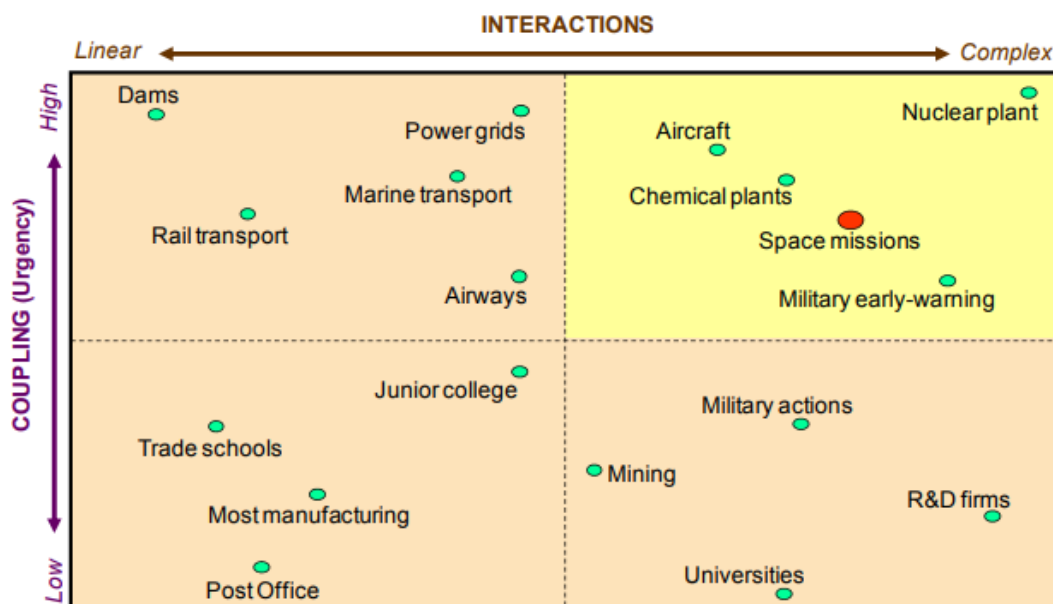 INTERACTIONS
Linear
Complex
High
COUPLING (Urgency)
Low
Dams
Power grids
Marine transport
Rail transport
Airways
Nuclear plant
Aircraft
Chemical plants
Space missions
Military early-warning
Junior college
Trade schools
Most manufacturing
Post Office
Military actions
Mining
R&D firms
Universities